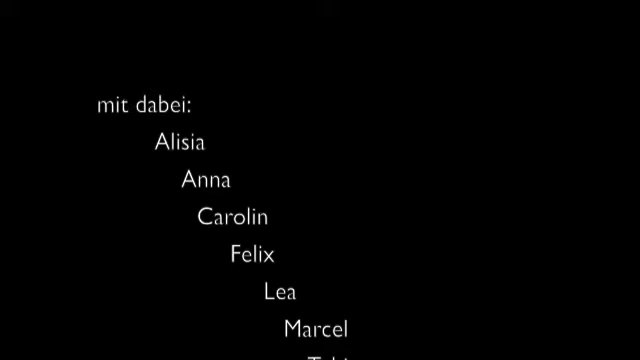 mit dabei:
Alisia
Anna
Carolin
Felix
Lea
Marcel